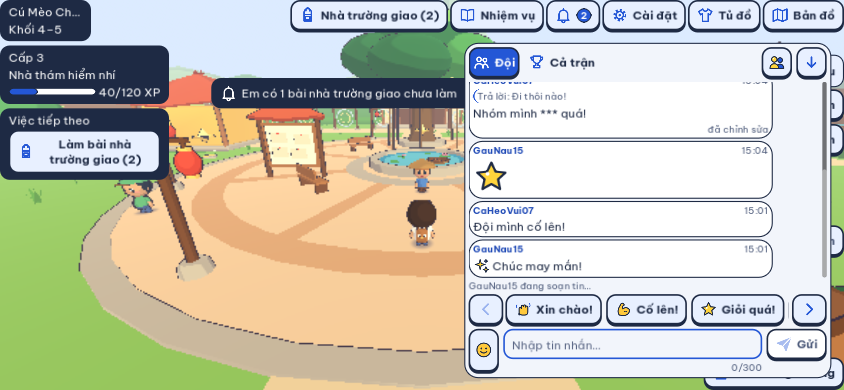 Cú Mèo Ch...
Khối 4-5
Nhà trường giao (2)
Nhiệm vụ
2
Cài đặt
Tủ đồ
Bản đồ
Cấp 3
Nhà thám hiểm nhí
40/120 XP
Việc tiếp theo
Làm bài nhà
trường giao (2)
Em có 1 bài nhà trường giao chưa làm
Đội
Cả trận
CaHeoVui07 15:04
Trả lời: Đi thôi nào!
Nhóm mình *** quá!
đã chỉnh sửa
GauNau15 15:04
CaHeoVui07 15:01
Đội mình cố lên!
GauNau15 15:01
Chúc may mắn!
GauNau15 đang soạn tin...
Xin chào!
Cố lên!
Giỏi quá!
Nhập tin nhắn...
Gửi
0/300